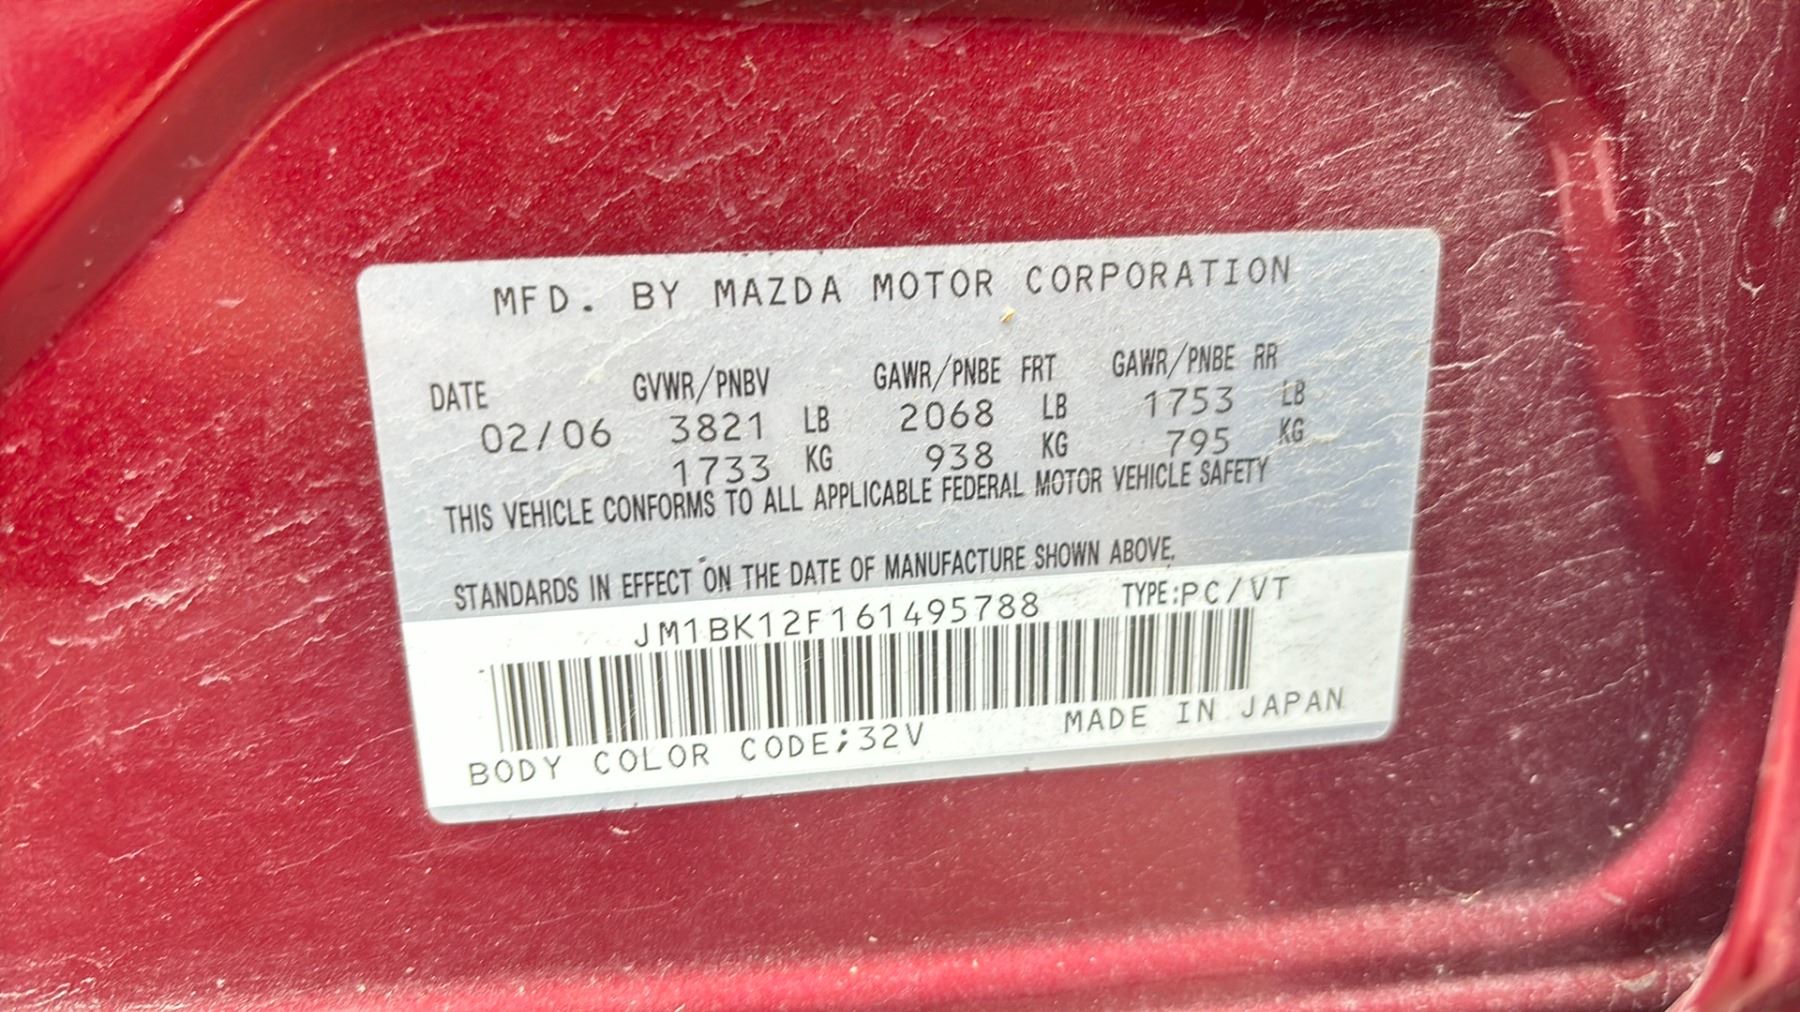 MFD. BY MAZDA MOTOR CORPORATION
DATE GVWR/PNBV GAWR/PNBE FRT GAWR/PNBE RR
02/06 3821 LB 2068 LB 1753 LB
1733 KG 938 KG 795 KG
THIS VEHICLE CONFORMS TO ALL APPLICABLE FEDERAL MOTOR VEHICLE SAFETY
STANDARDS IN EFFECT ON THE DATE OF MANUFACTURE SHOWN ABOVE.
JM1BK12F161495788 TYPE:PC/VT
BODY COLOR CODE;32V MADE IN JAPAN